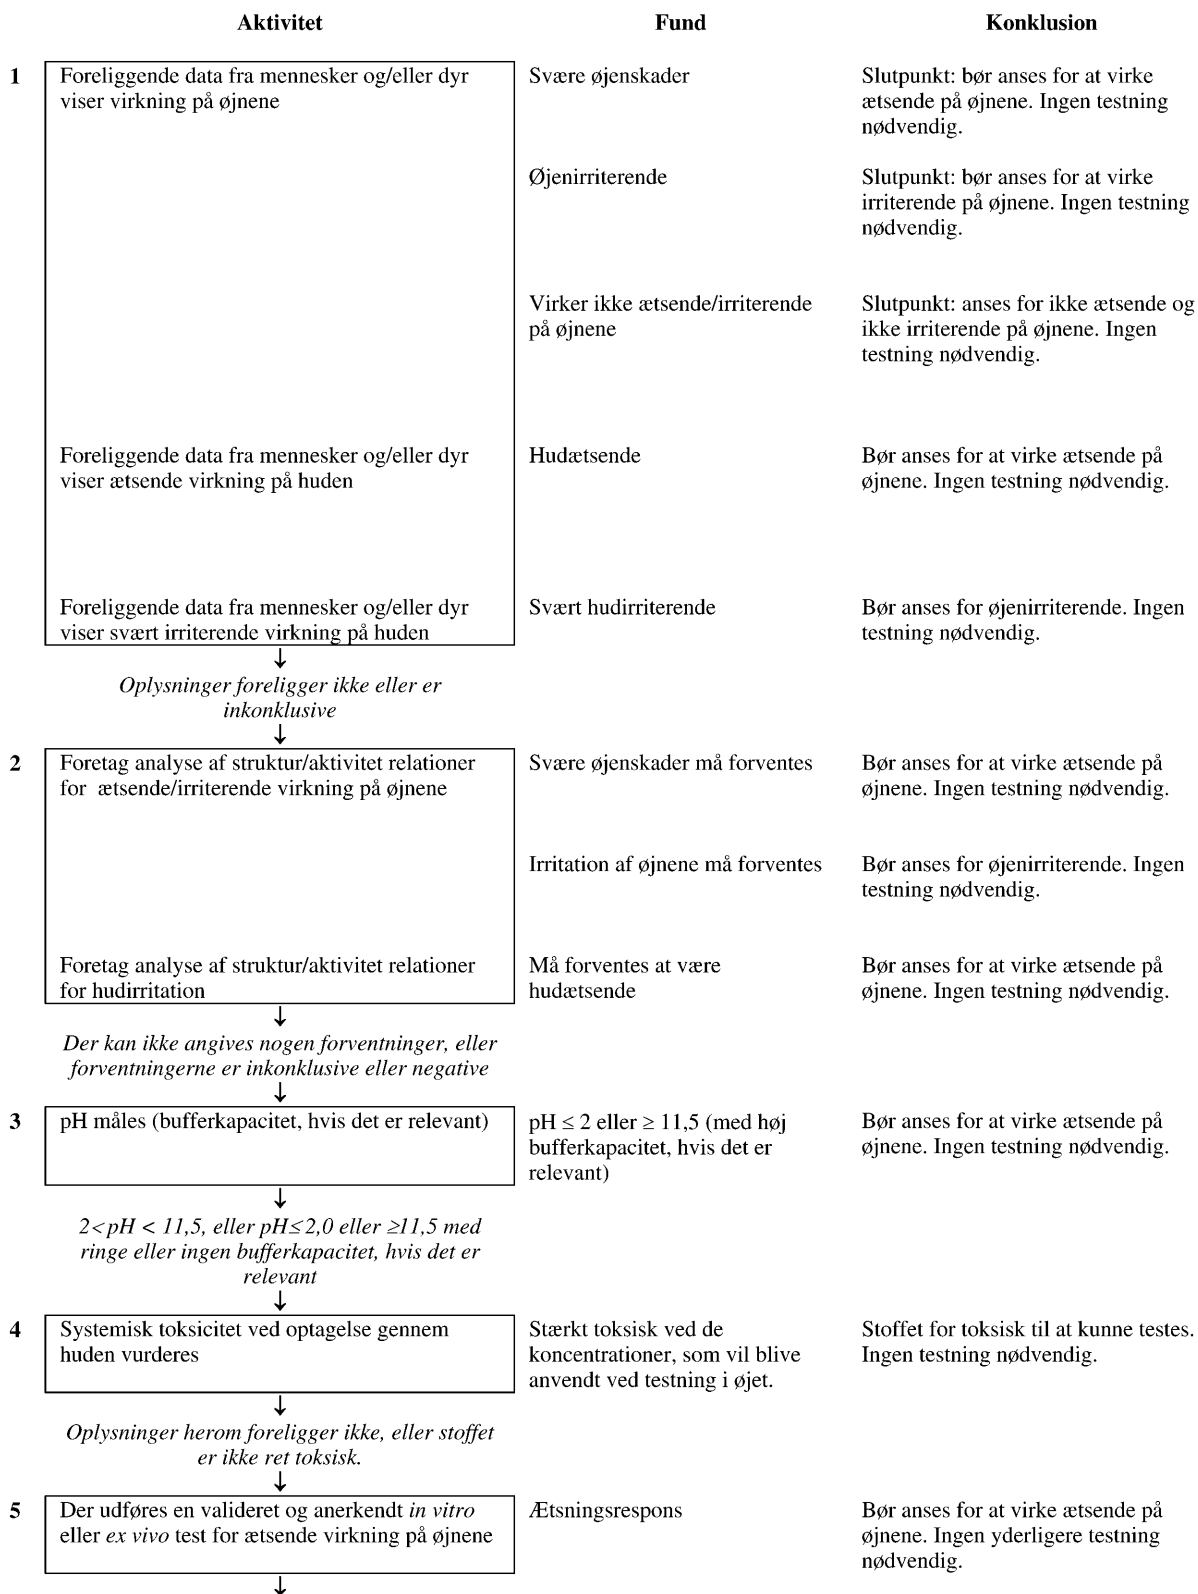 Aktivitet Fund Konklusion
1 Foreliggende data fra mennesker og/eller dyr Svære øjenskader Slutpunkt: bør anses for at virke
viser virkning på øjnene ætsende på øjnene. Ingen testning
nødvendig.
Øjenirriterende Slutpunkt: bør anses for at virke
irriterende på øjnene. Ingen testning
nødvendig.
Virker ikke ætsende/irriterende Slutpunkt: anses for ikke ætsende og
på øjnene ikke irriterende på øjnene. Ingen
testning nødvendig.
Foreliggende data fra mennesker og/eller dyr Hudætsende Bør anses for at virke ætsende på
viser ætsende virkning på huden øjnene. Ingen testning nødvendig.
Foreliggende data fra mennesker og/eller dyr Svært hudirriterende Bør anses for øjenirriterende. Ingen
viser svært irriterende virkning på huden testning nødvendig.
↓
Oplysninger foreligger ikke eller er
inkonklusive
↓
2 Foretag analyse af struktur/aktivitet relationer Svære øjenskader må forventes Bør anses for at virke ætsende på
for ætsende/irriterende virkning på øjnene øjnene. Ingen testning nødvendig.
Irritation af øjnene må forventes Bør anses for øjenirriterende. Ingen
testning nødvendig.
Foretag analyse af struktur/aktivitet relationer Må forventes at være Bør anses for at virke ætsende på
for hudirritation hudætsende øjnene. Ingen testning nødvendig.
↓
Der kan ikke angives nogen forventninger, eller
forventningerne er inkonklusive eller negative
↓
3 pH måles (bufferkapacitet, hvis det er relevant) pH ≤ 2 eller ≥ 11,5 (med høj Bør anses for at virke ætsende på
bufferkapacitet, hvis det er øjnene. Ingen testning nødvendig.
relevant)
↓
2<pH < 11,5, eller pH≤2,0 eller ≥11,5 med
ringe eller ingen bufferkapacitet, hvis det er
relevant
↓
4 Systemisk toksicitet ved optagelse gennem Stærkt toksisk ved de Stoffet for toksisk til at kunne testes.
huden vurderes koncentrationer, som vil blive Ingen testning nødvendig.
anvendt ved testning i øjet.
↓
Oplysninger herom foreligger ikke, eller stoffet
er ikke ret toksisk.
↓
5 Der udføres en valideret og anerkendt in vitro Ætsningsrespons Bør anses for at virke ætsende på
eller ex vivo test for ætsende virkning på øjnene øjnene. Ingen yderligere testning
nødvendig.
↓